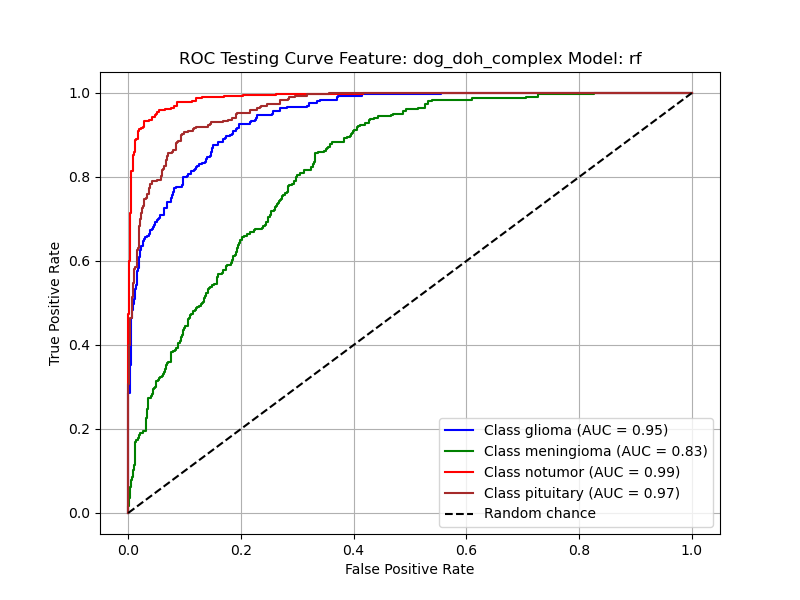 ROC Testing Curve Feature: dog_doh_complex Model: rf
1.0
0.8
0.6
0.4
0.2
0.0
True Positive Rate
0.0 0.2 0.4 0.6 0.8 1.0
False Positive Rate
Class glioma (AUC = 0.95)
Class meningioma (AUC = 0.83)
Class notumor (AUC = 0.99)
Class pituitary (AUC = 0.97)
Random chance